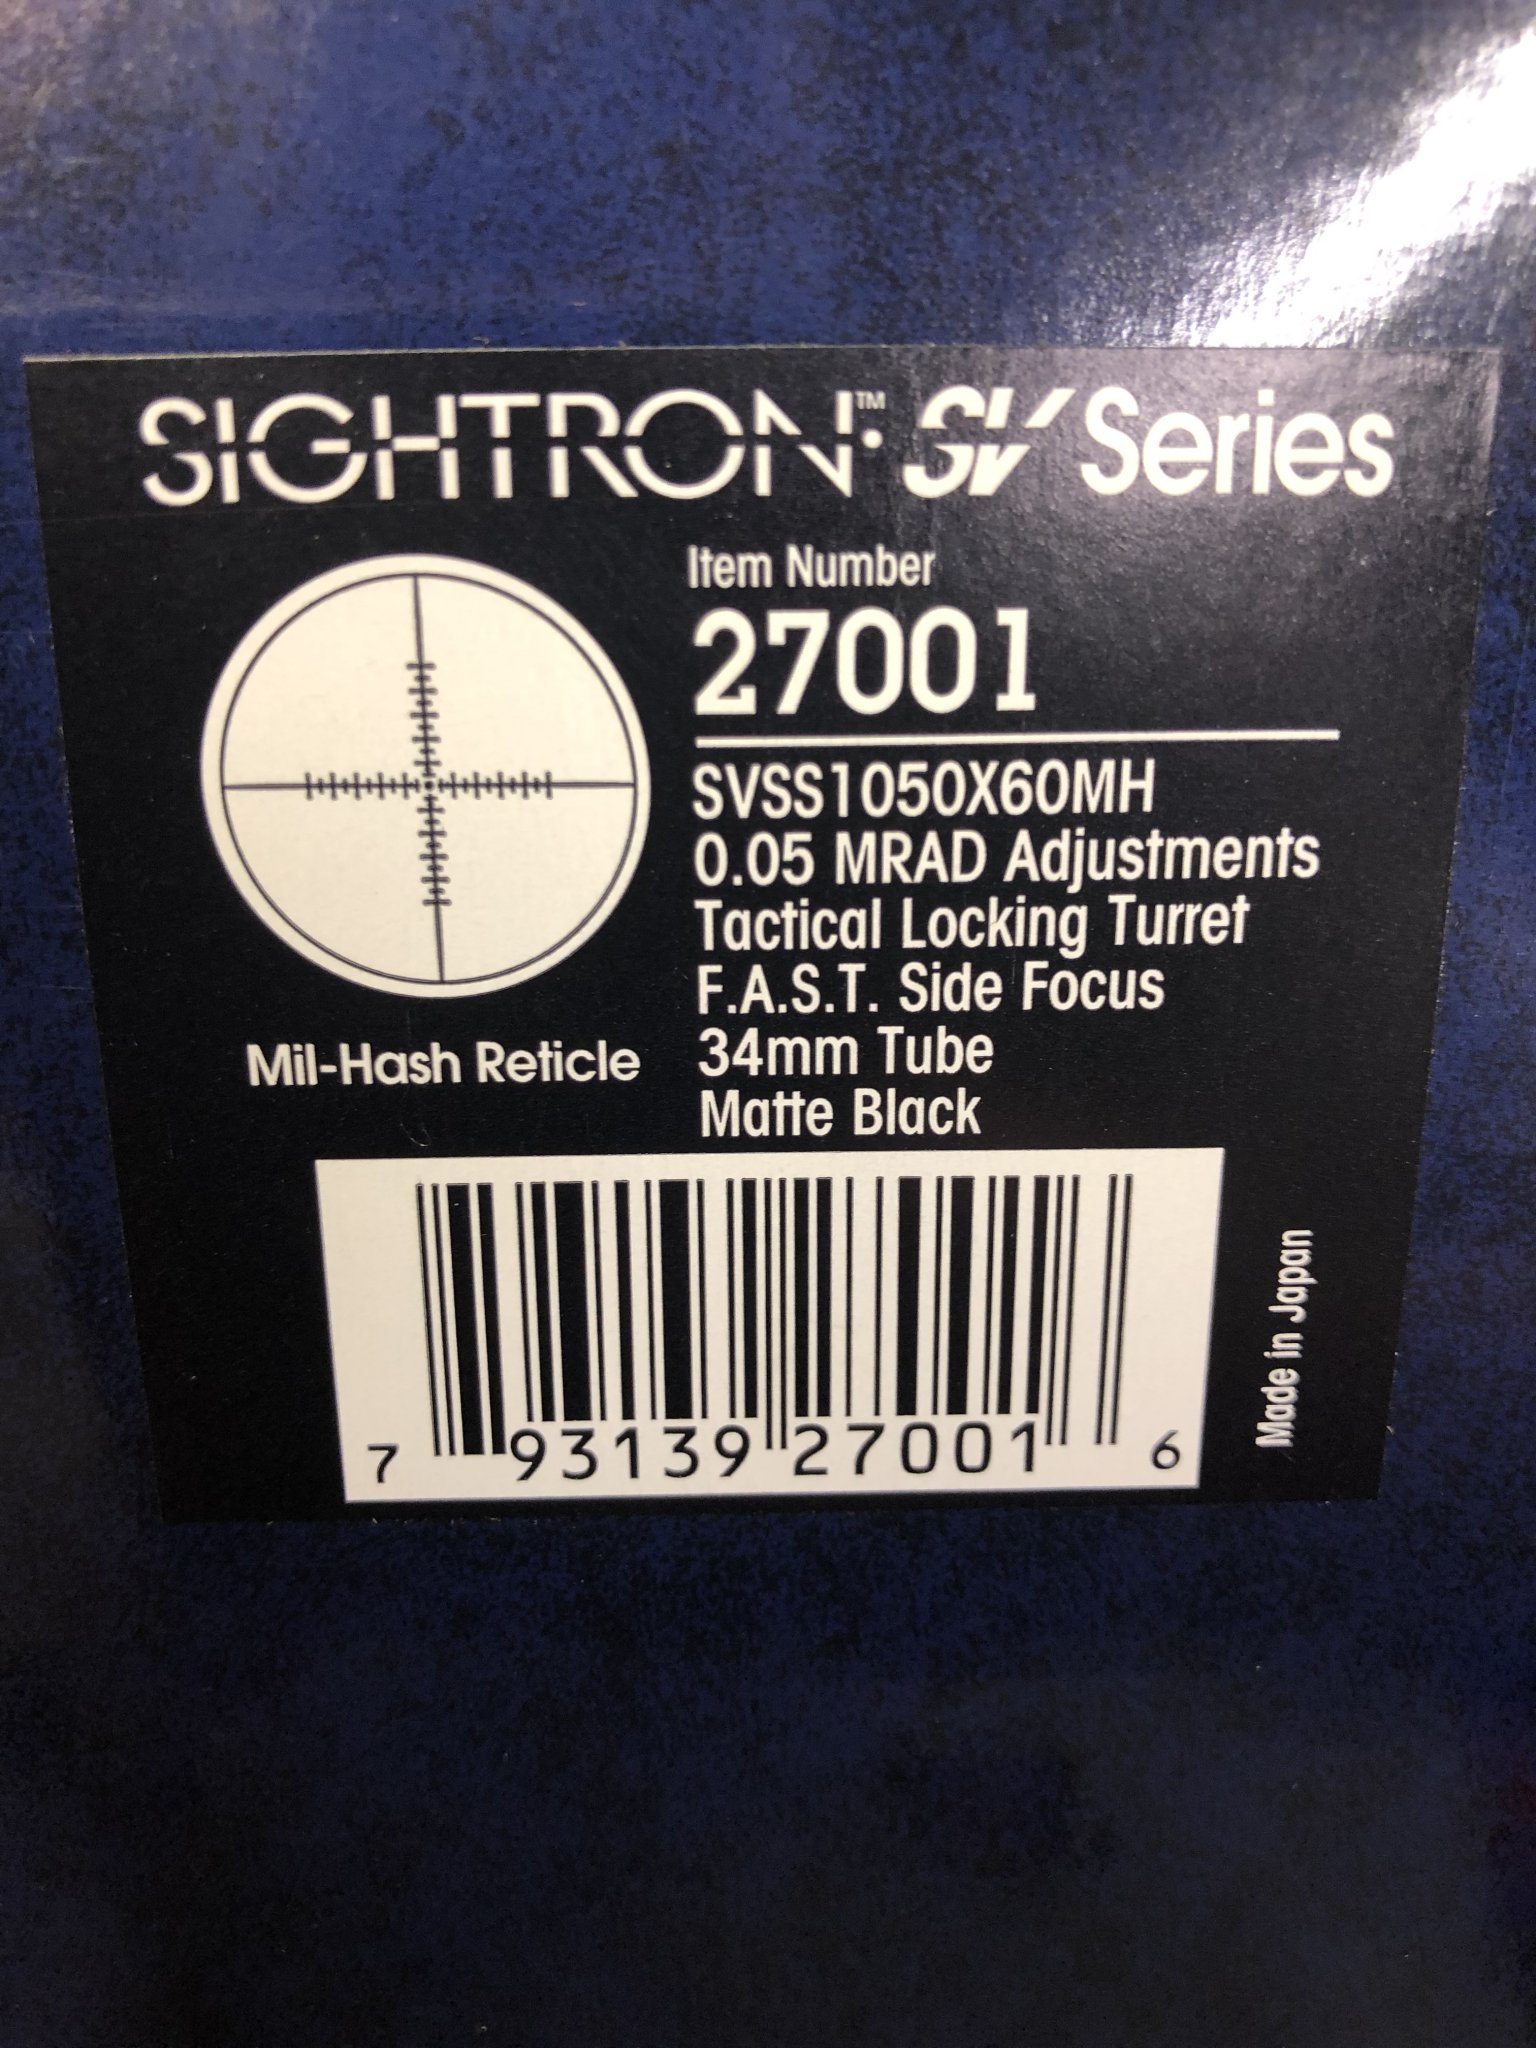 SIGHTRON™ SV Series
Item Number
27001
SVSS1050X60MH
0.05 MRAD Adjustments
Tactical Locking Turret
F.A.S.T. Side Focus
34mm Tube
Matte Black
Mil-Hash Reticle
7 93139 27001 6
Made in Japan